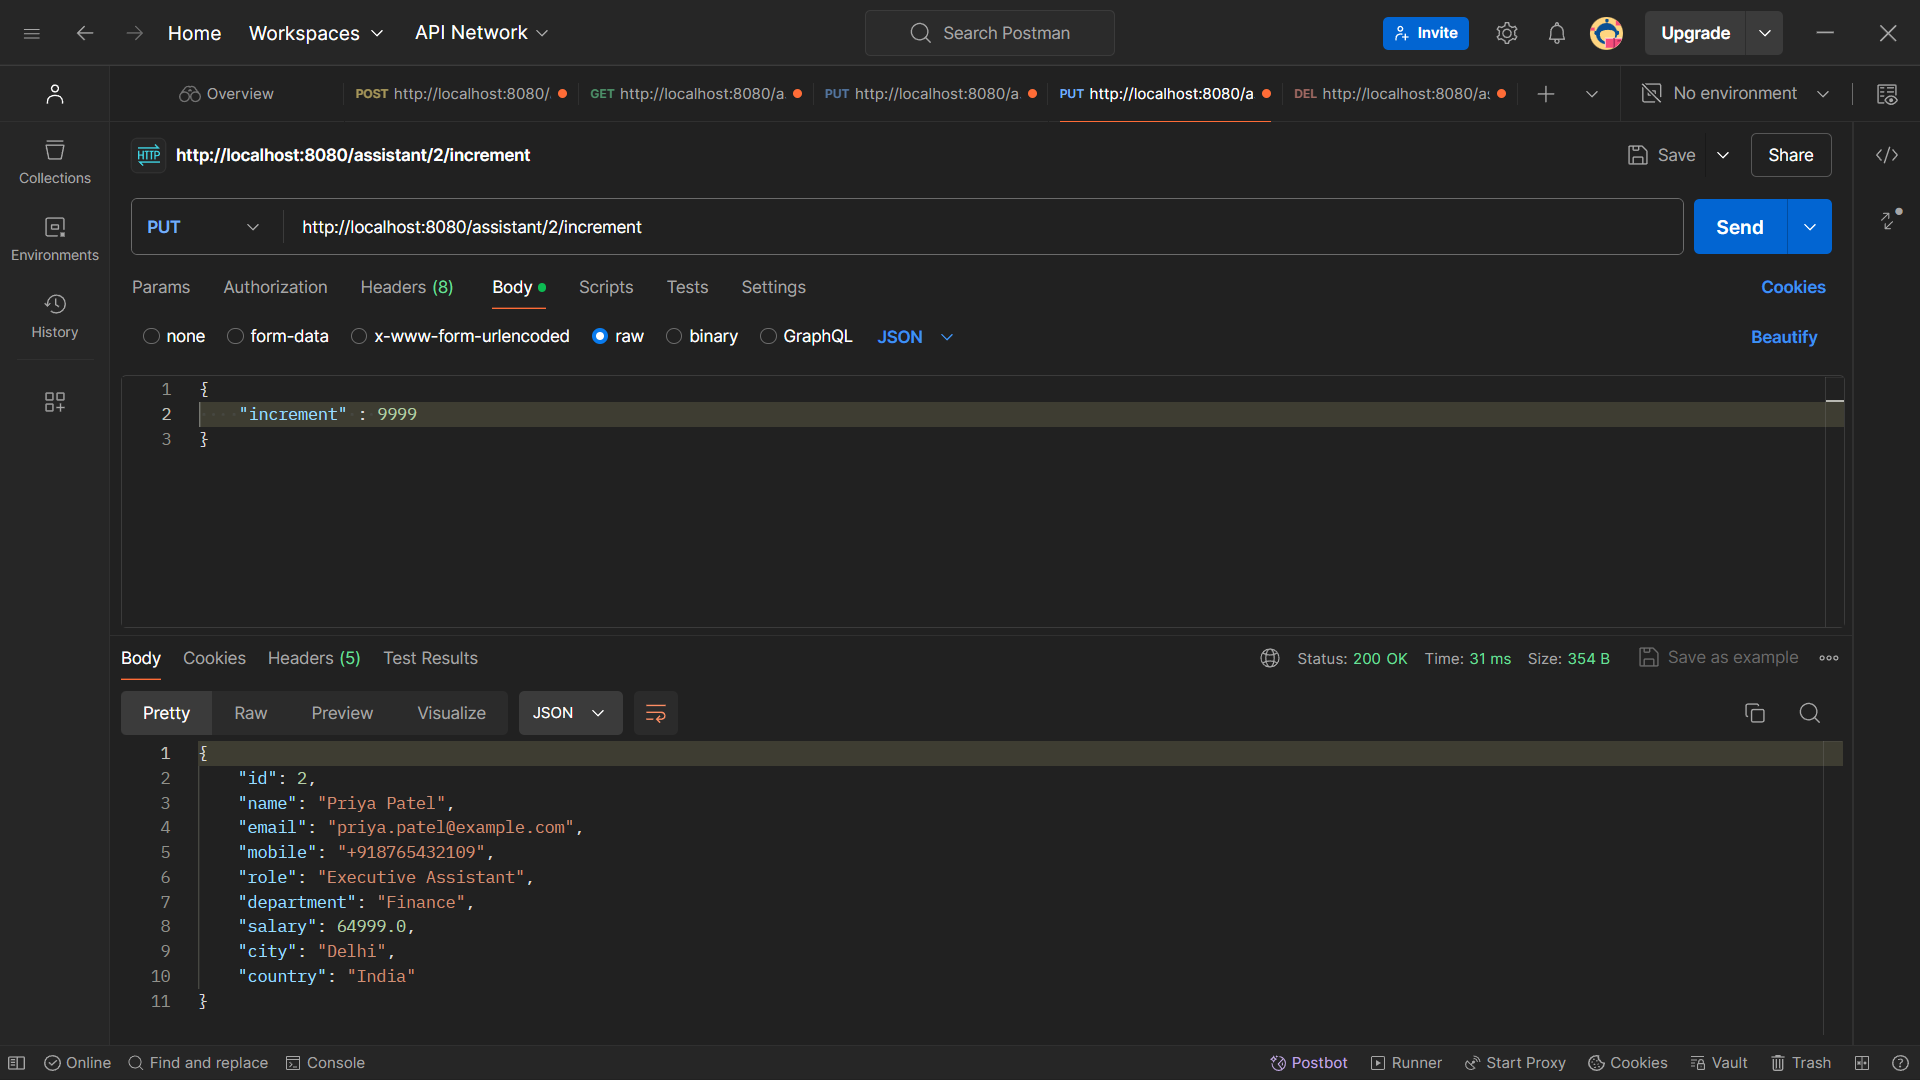 Home Workspaces API Network Search Postman Invite Upgrade
Overview POST http://localhost:8080/ GET http://localhost:8080/a PUT http://localhost:8080/a PUT http://localhost:8080/a DEL http://localhost:8080/as No environment
HTTP http://localhost:8080/assistant/2/increment Save Share
Collections
Environments
History
PUT http://localhost:8080/assistant/2/increment Send
Params Authorization Headers (8) Body Scripts Tests Settings Cookies
none form-data x-www-form-urlencoded raw binary GraphQL JSON Beautify
1 {
2 "increment" : 9999
3 }
Body Cookies Headers (5) Test Results Status: 200 OK Time: 31 ms Size: 354 B Save as example
Pretty Raw Preview Visualize JSON
1 {
2 "id": 2,
3 "name": "Priya Patel",
4 "email": "priya.patel@example.com",
5 "mobile": "+918765432109",
6 "role": "Executive Assistant",
7 "department": "Finance",
8 "salary": 64999.0,
9 "city": "Delhi",
10 "country": "India"
11 }
Online Find and replace Console Postbot Runner Start Proxy Cookies Vault Trash